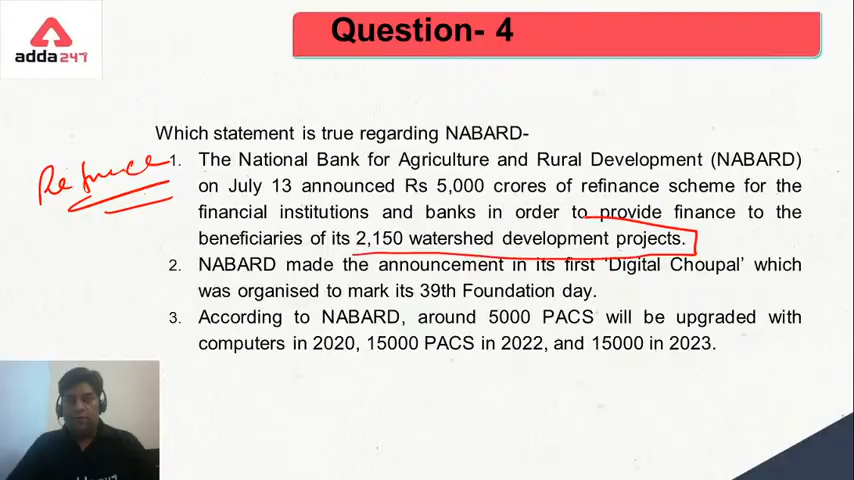 Question- 4
adda247
Which statement is true regarding NABARD-
Refinance
1. The National Bank for Agriculture and Rural Development (NABARD)
on July 13 announced Rs 5,000 crores of refinance scheme for the
financial institutions and banks in order to provide finance to the
beneficiaries of its 2,150 watershed development projects.
2. NABARD made the announcement in its first ‘Digital Choupal’ which
was organised to mark its 39th Foundation day.
3. According to NABARD, around 5000 PACS will be upgraded with
computers in 2020, 15000 PACS in 2022, and 15000 in 2023.